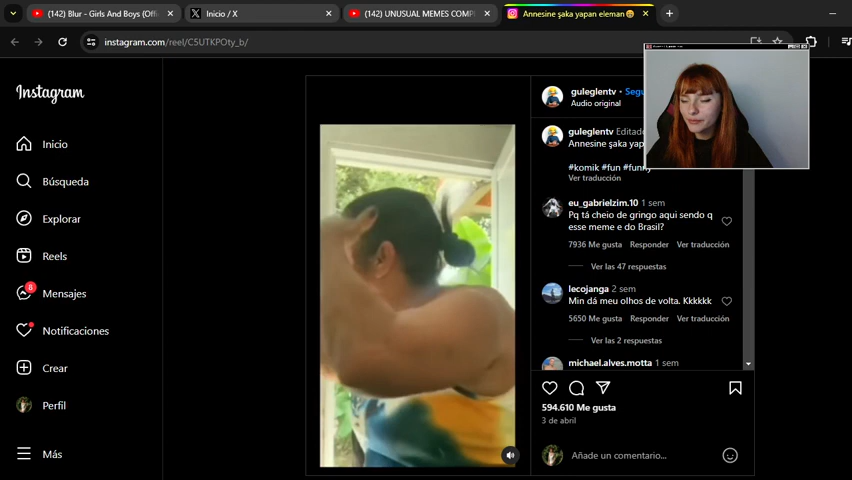 (142) Blur - Girls And Boys (Offi
Inicio / X
(142) UNUSUAL MEMES COMP
Annesine şaka yapan eleman
instagram.com/reel/C5UTKPOty_b/
Instagram
Inicio
Búsqueda
Explorar
Reels
8
Mensajes
Notificaciones
Crear
Perfil
Más
guleglentv • Segu
Audio original
guleglentv Editado
Annesine şaka yap
#komik #fun #funny
Ver traducción
eu_gabrielzim.10 1 sem
Pq tá cheio de gringo aqui sendo q
esse meme e do Brasil?
7936 Me gusta Responder Ver traducción
Ver las 47 respuestas
lecojanga 2 sem
Min dá meu olhos de volta. Kkkkkk
5650 Me gusta Responder Ver traducción
Ver las 2 respuestas
michael.alves.motta 1 sem
594.610 Me gusta
3 de abril
Añade un comentario...